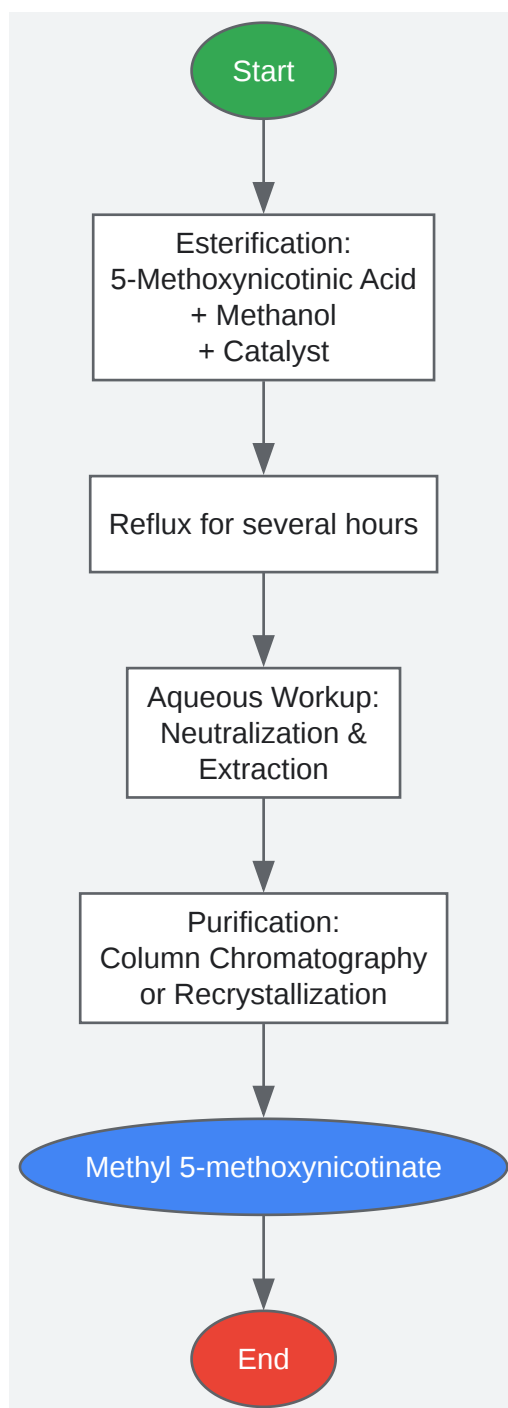 Start
Esterification:
5-Methoxynicotinic Acid
+ Methanol
+ Catalyst
Reflux for several hours
Aqueous Workup:
Neutralization &
Extraction
Purification:
Column Chromatography
or Recrystallization
Methyl 5-methoxynicotinate
End